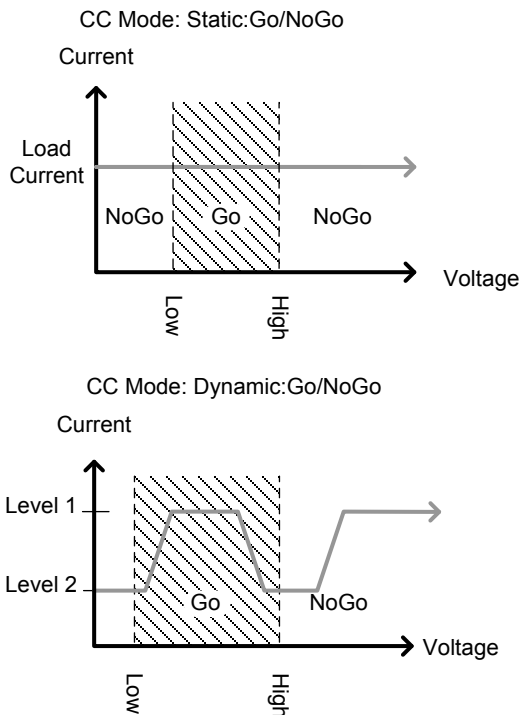 CC Mode: Static:Go/NoGo
Current
Load
Current
NoGo
Go
NoGo
Voltage
Low
High
CC Mode: Dynamic:Go/NoGo
Current
Level 1
Level 2
Go
NoGo
Voltage
Low
High